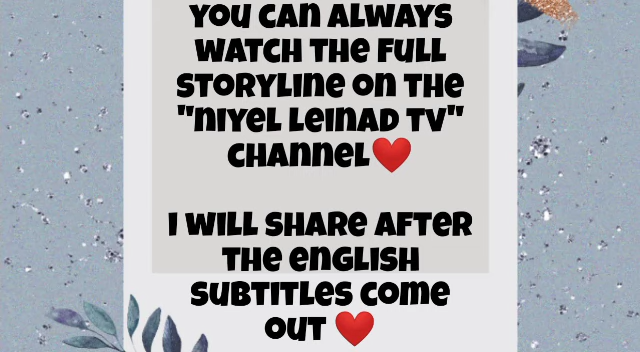 YOU CAN ALWAYS
WATCH THE FULL
STORYLINE ON THE
"NIYEL LEINAD TV"
CHANNEL❤️
I WILL SHARE AFTER
THE ENGLISH
SUBTITLES COME
OUT ❤️